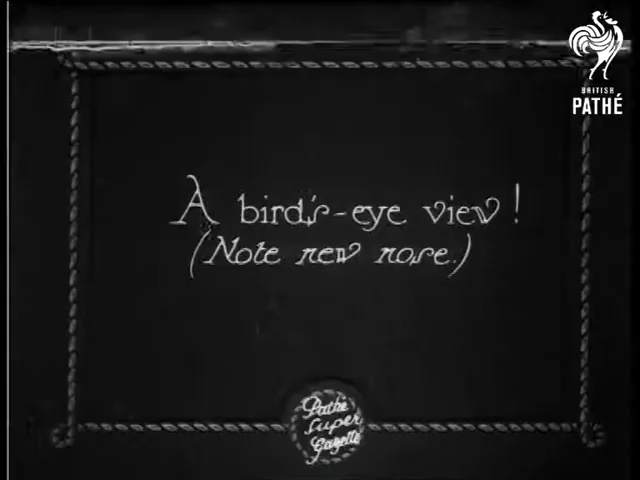 BRITISH
PATHÉ
A bird's-eye view!
(Note new nose.)
Pathé
Super
Gazette